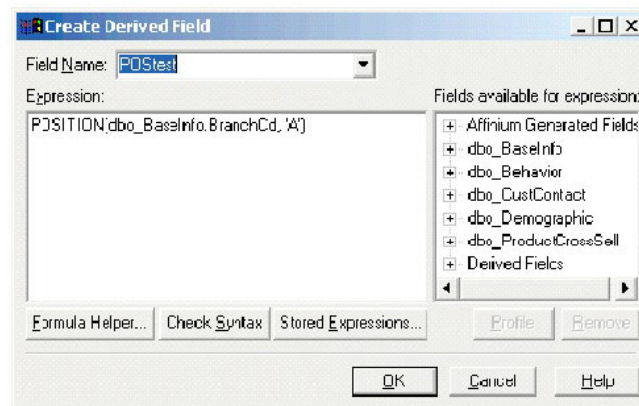 Create Derived Field
Field Name: POStest
Expression:
POSITION(dbo_BaseInfo.BranchCd, 'A')
Fields available for expression:
Affinium Generated Fields
dbo_BaseInfo
dbo_Behavior
dbo_CustContact
dbo_Demographic
dbo_ProductCrossSell
Derived Fields
Formula Helper... Check Syntax Stored Expressions... Profile Remove
OK Cancel Help